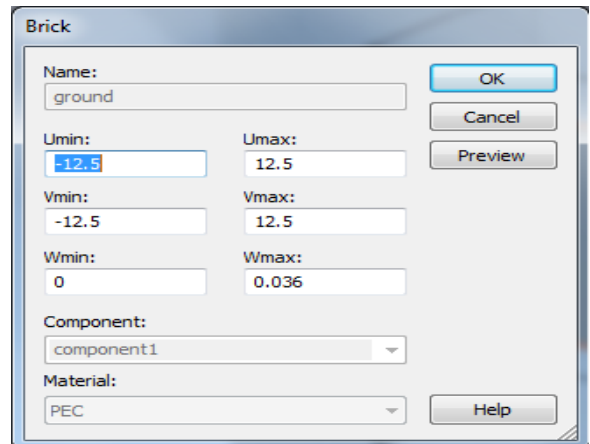 Brick
Name:
ground
OK
Cancel
Umin: Umax:
-12.5 12.5
Preview
Vmin: Vmax:
-12.5 12.5
Wmin: Wmax:
0 0.036
Component:
component1
Material:
PEC
Help